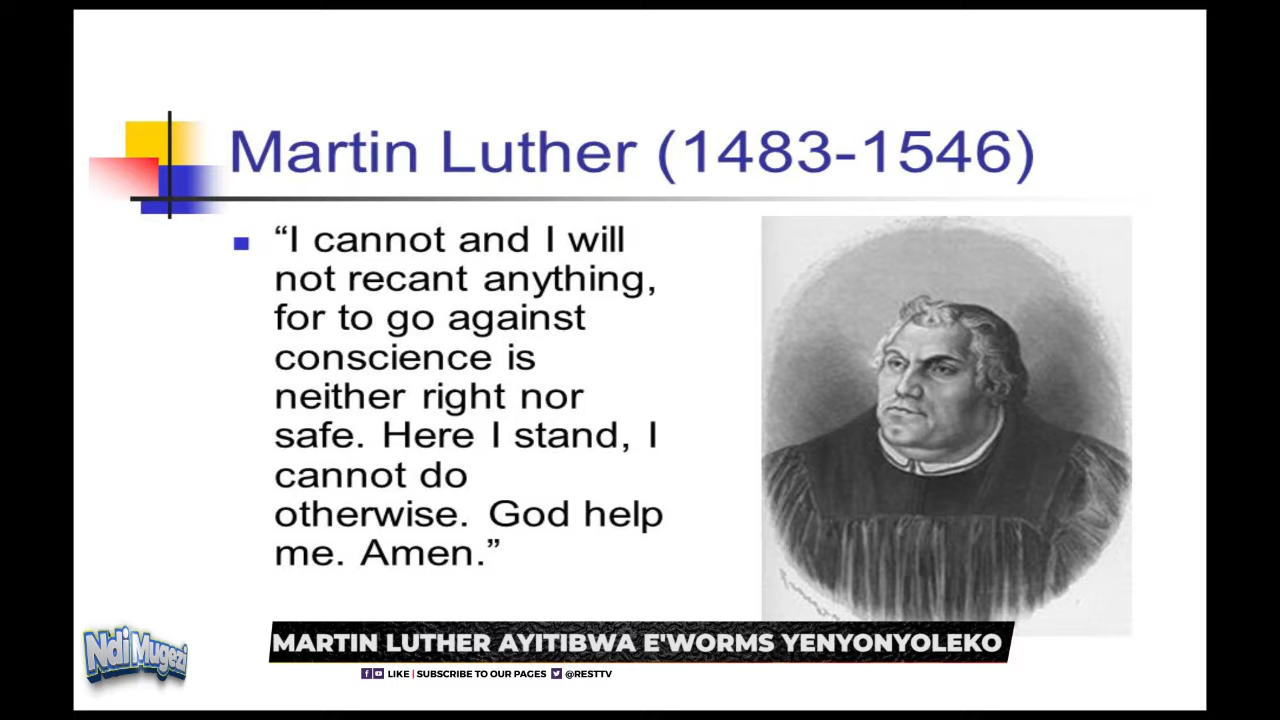 Martin Luther (1483-1546)
“I cannot and I will
not recant anything,
for to go against
conscience is
neither right nor
safe. Here I stand, I
cannot do
otherwise. God help
me. Amen.”
Ndi Mugezi
MARTIN LUTHER AYITIBWA E'WORMS YENYONYOLEKO
LIKE | SUBSCRIBE TO OUR PAGES @RESTTV